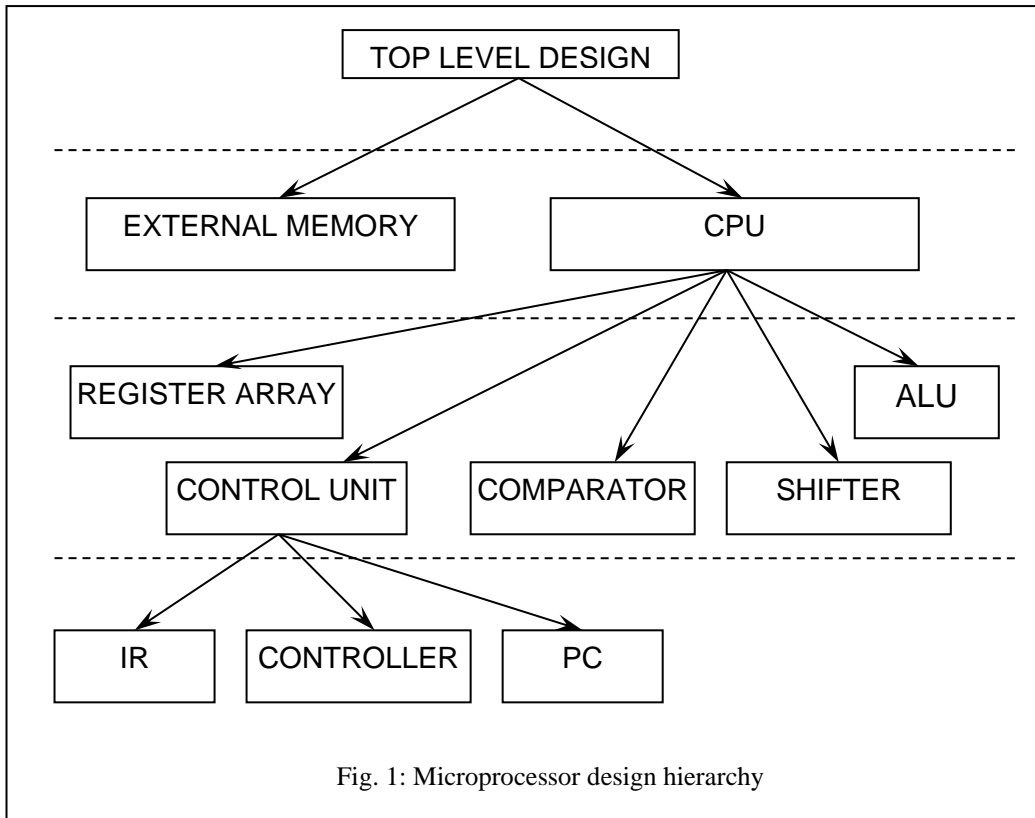 TOP LEVEL DESIGN
EXTERNAL MEMORY
CPU
REGISTER ARRAY
ALU
CONTROL UNIT
COMPARATOR
SHIFTER
IR
CONTROLLER
PC
Fig. 1: Microprocessor design hierarchy